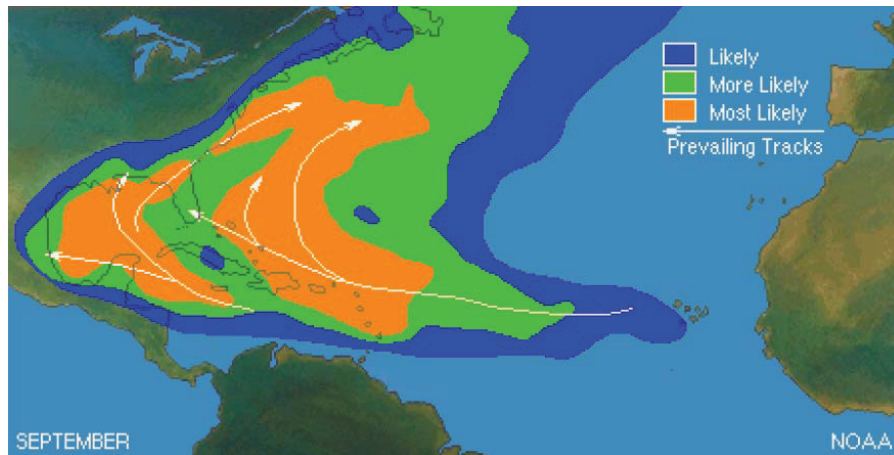 Likely
More Likely
Most Likely
Prevailing Tracks
SEPTEMBER
NOAA